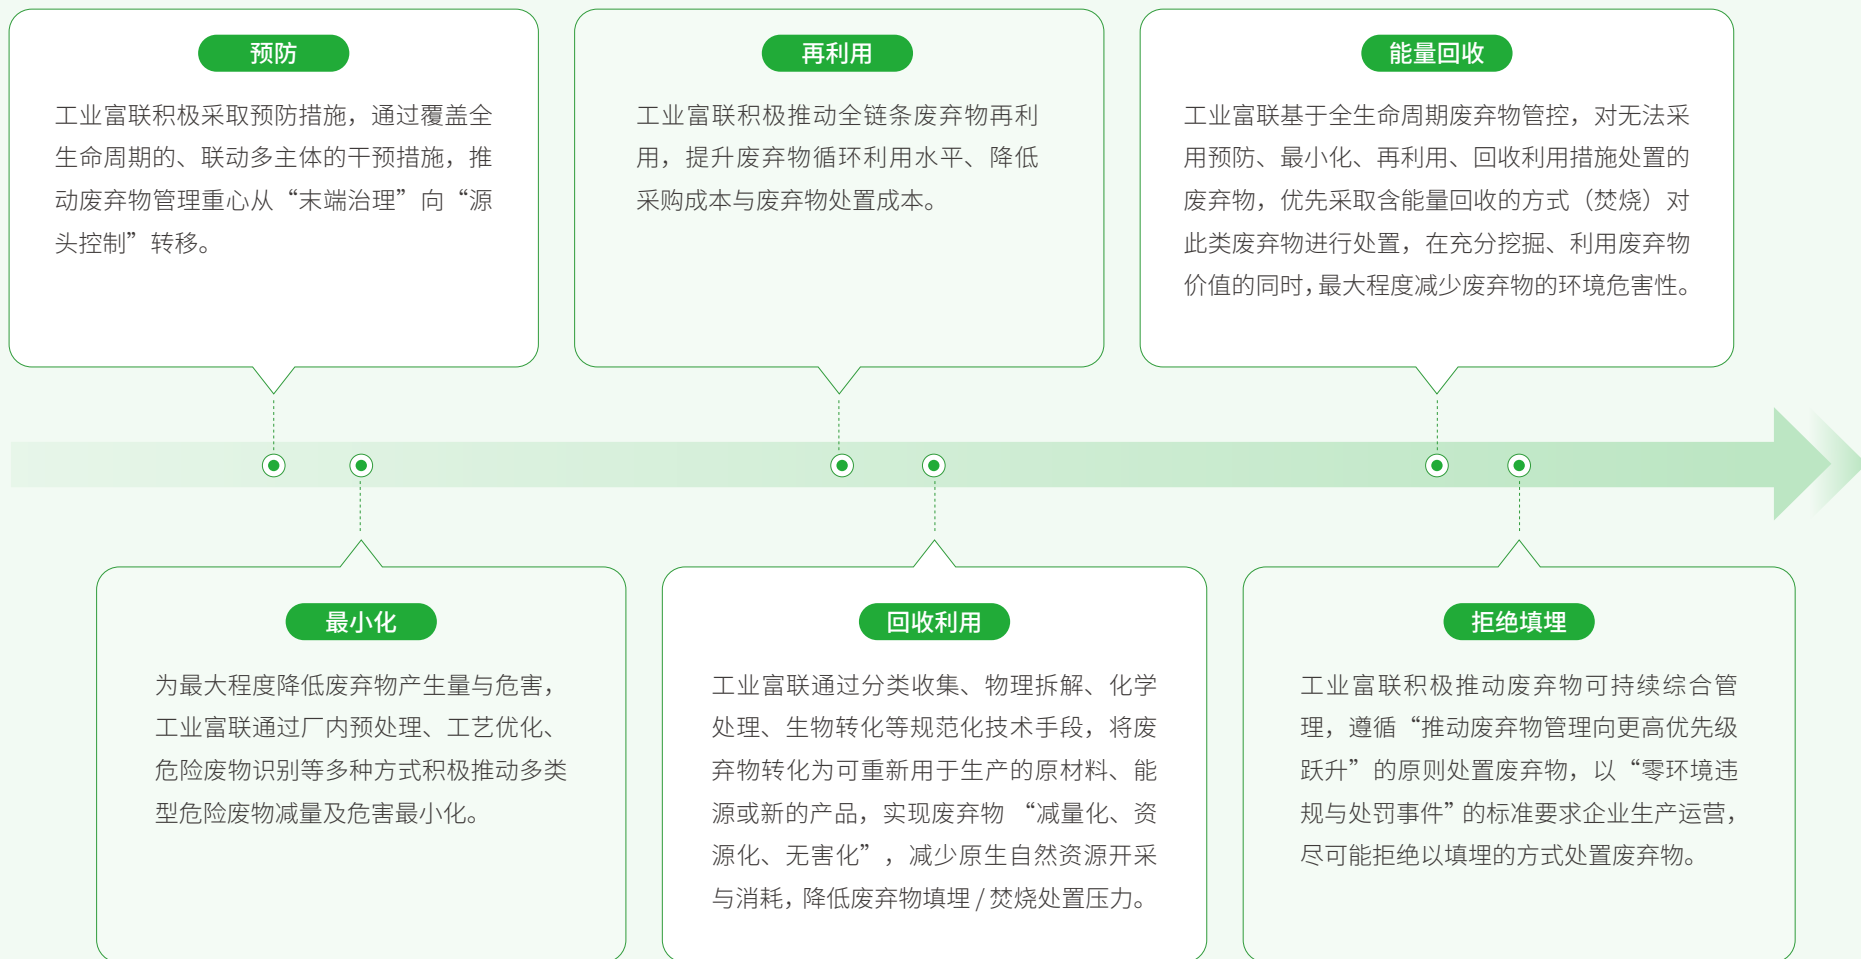 预防
工业富联积极采取预防措施，通过覆盖全
生命周期的、联动多主体的干预措施，推
动废弃物管理重心从“末端治理”向“源
头控制”转移。
再利用
工业富联积极推动全链条废弃物再利
用，提升废弃物循环利用水平、降低
采购成本与废弃物处置成本。
能量回收
工业富联基于全生命周期废弃物管控，对无法采
用预防、最小化、再利用、回收利用措施处置的
废弃物，优先采取含能量回收的方式（焚烧）对
此类废弃物进行处置，在充分挖掘、利用废弃物
价值的同时，最大程度减少废弃物的环境危害性。
最小化
为最大程度降低废弃物产生量与危害，
工业富联通过厂内预处理、工艺优化、
危险废物识别等多种方式积极推动多类
型危险废物减量及危害最小化。
回收利用
工业富联通过分类收集、物理拆解、化学
处理、生物转化等规范化技术手段，将废
弃物转化为可重新用于生产的原材料、能
源或新的产品，实现废弃物 “减量化、资
源化、无害化”，减少原生自然资源开采
与消耗，降低废弃物填埋 / 焚烧处置压力。
拒绝填埋
工业富联积极推动废弃物可持续综合管
理，遵循“推动废弃物管理向更高优先级
跃升”的原则处置废弃物，以“零环境违
规与处罚事件”的标准要求企业生产运营，
尽可能拒绝以填埋的方式处置废弃物。